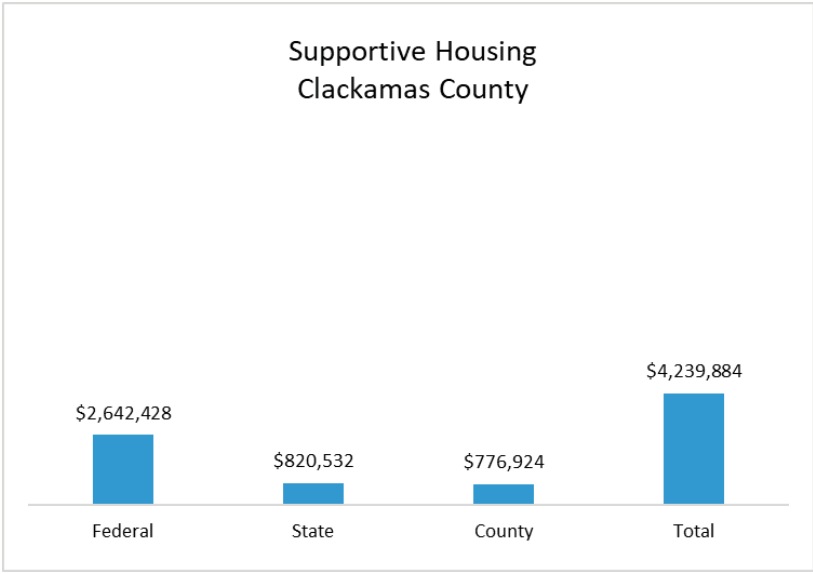 Supportive Housing
Clackamas County
$4,239,884
$2,642,428
$820,532
$776,924
Federal
State
County
Total